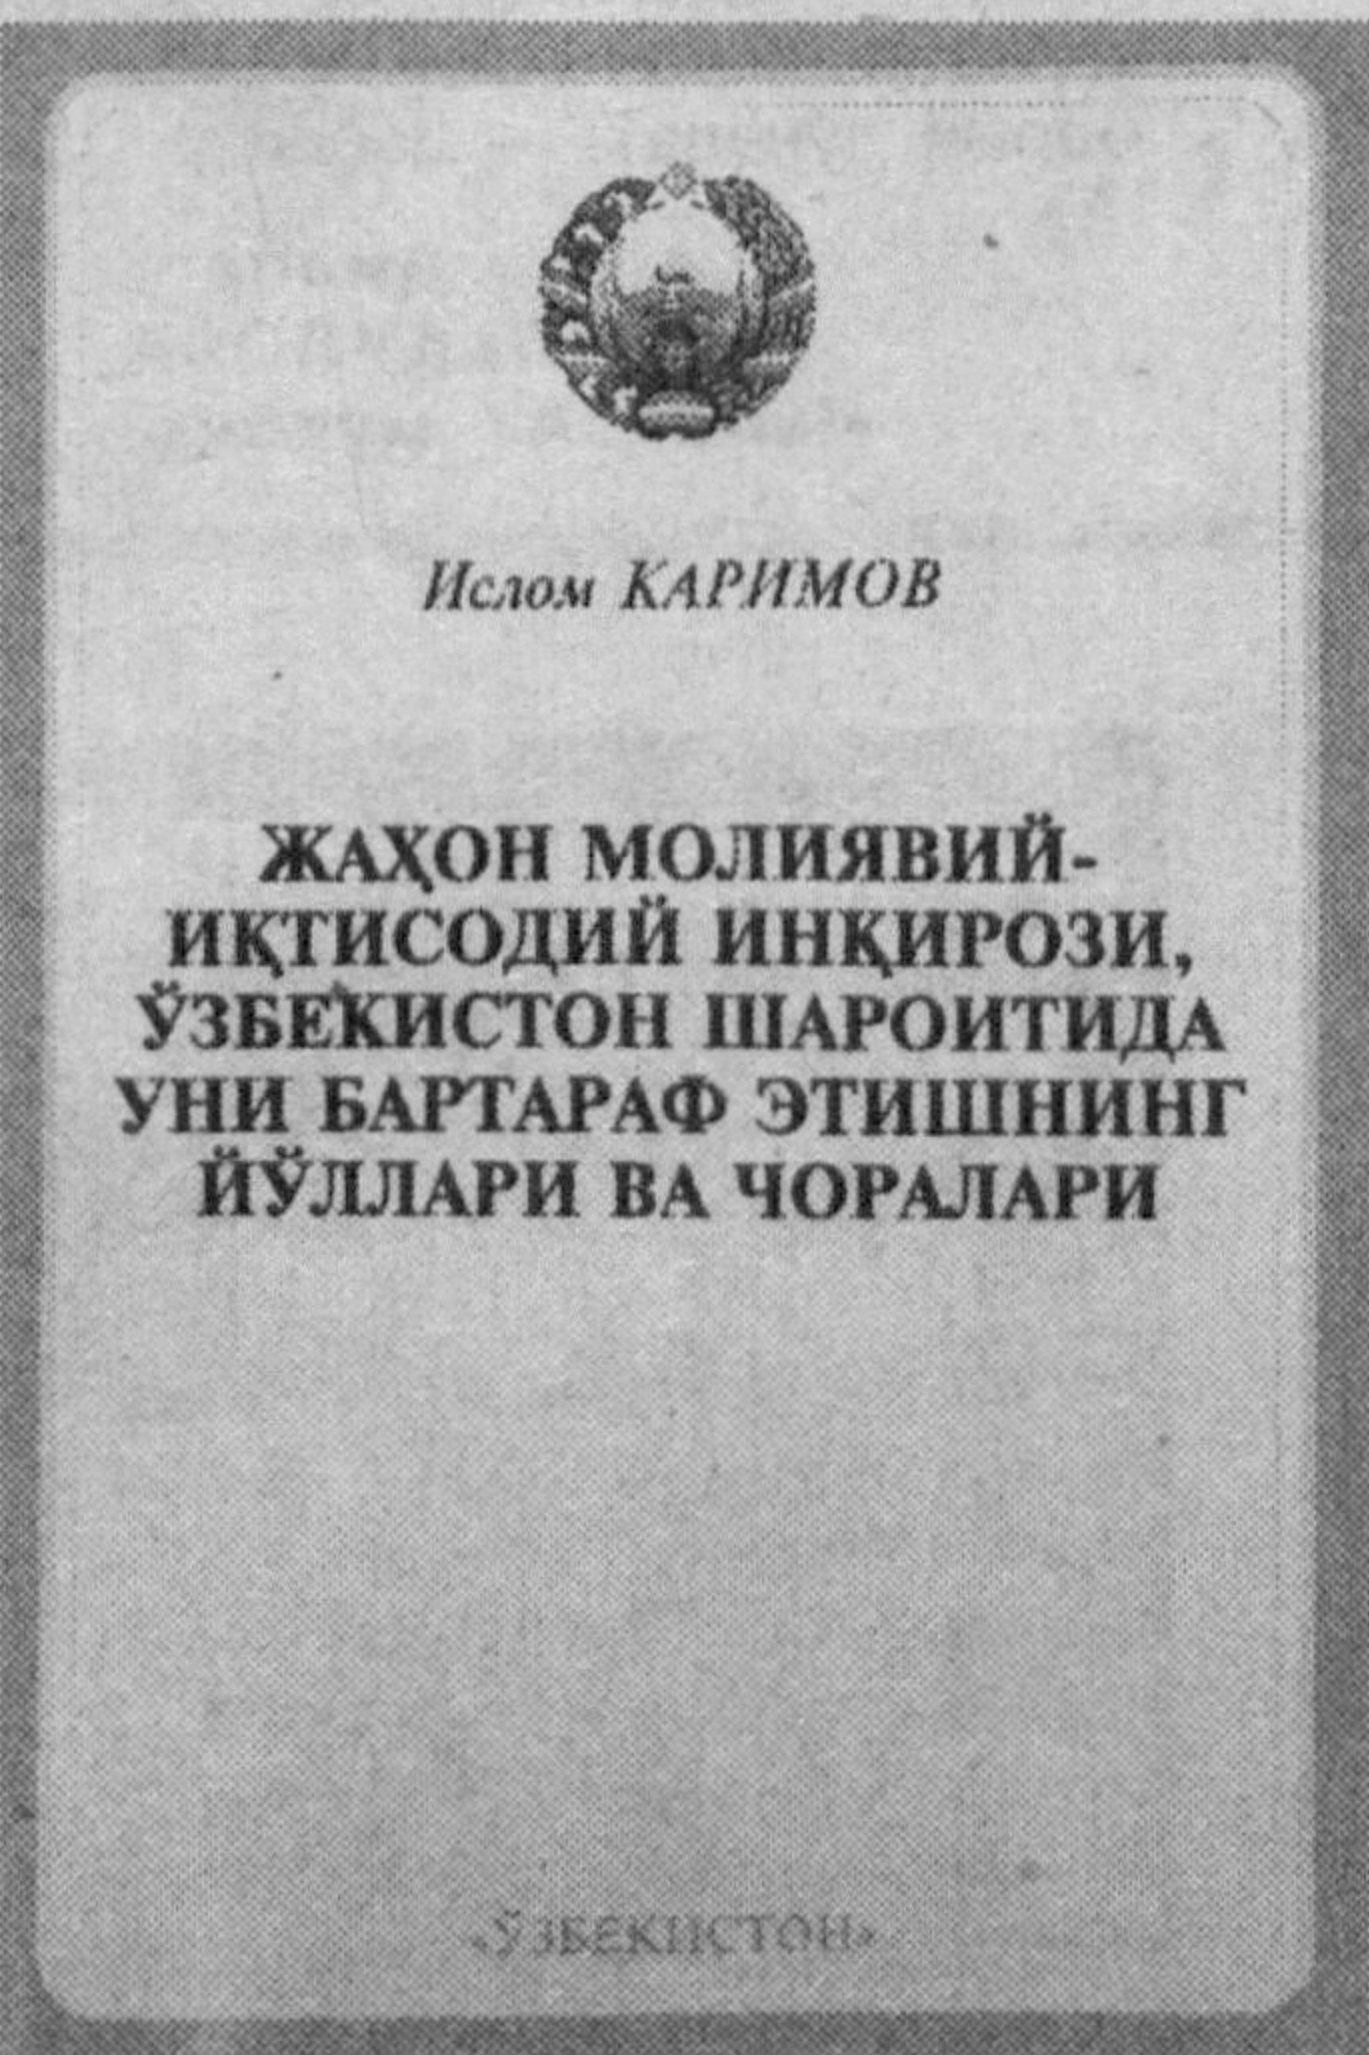 Ислом КАРИМОВ
ЖАҲОН МОЛИЯВИЙ-
ИҚТИСОДИЙ ИНҚИРОЗИ,
ЎЗБЕКИСТОН ШАРОИТИДА
УНИ БАРТАРАФ ЭТИШНИНГ
ЙЎЛЛАРИ ВА ЧОРАЛАРИ
«ЎЗБЕКИСТОН»